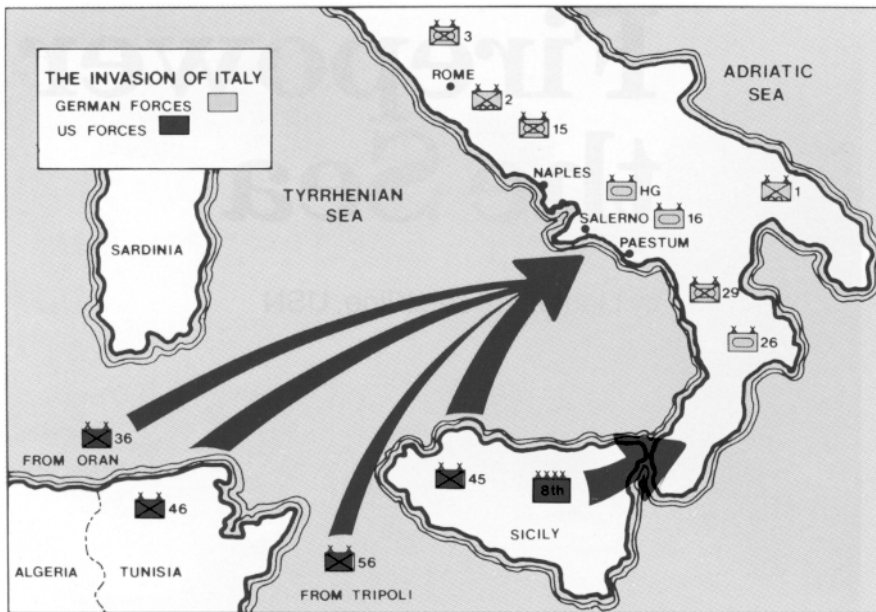 THE INVASION OF ITALY
GERMAN FORCES
US FORCES
3
ROME
2
15
ADRIATIC
SEA
NAPLES
HG
1
TYRRHENIAN
SEA
SALERNO
16
PAESTUM
SARDINIA
29
26
36
FROM ORAN
45
8th
46
SICILY
56
ALGERIA
TUNISIA
FROM TRIPOLI